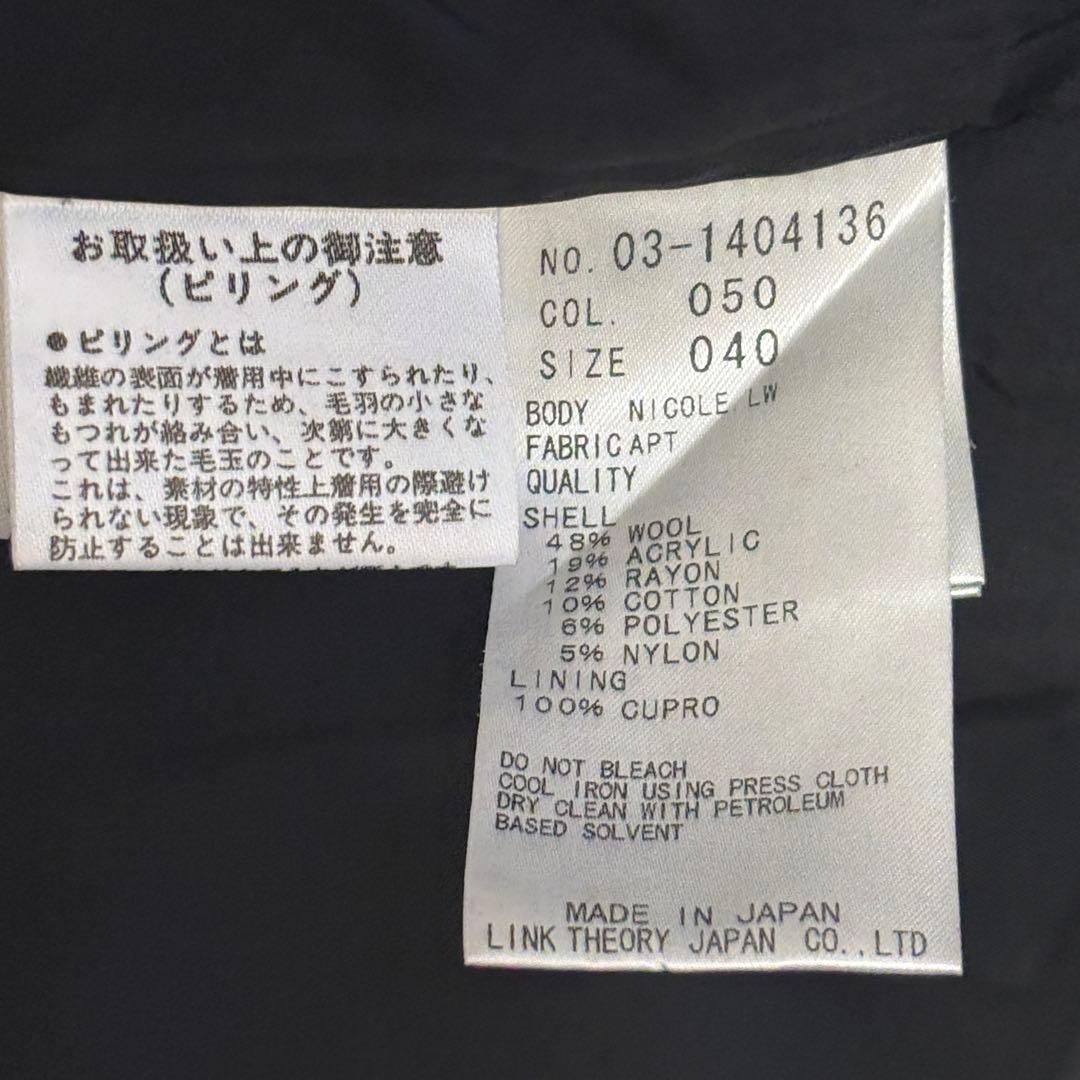 お取扱い上の御注意
(ピリング)
●ピリングとは
繊維の表面が着用中にこすられたり、
もまれたりするため、毛羽の小さな
もつれが絡み合い、次第に大きくな
って出来た毛玉のことです。
これは、素材の特性上着用の際避け
られない現象で、その発生を完全に
防止することは出来ません。
NO. 03-1404136
COL. 050
SIZE 040
BODY NICOLE LW
FABRIC APT
QUALITY
SHELL
48% WOOL
19% ACRYLIC
12% RAYON
10% COTTON
6% POLYESTER
5% NYLON
LINING
100% CUPRO
DO NOT BLEACH
COOL IRON USING PRESS CLOTH
DRY CLEAN WITH PETROLEUM
BASED SOLVENT
MADE IN JAPAN
LINK THEORY JAPAN CO.,LTD